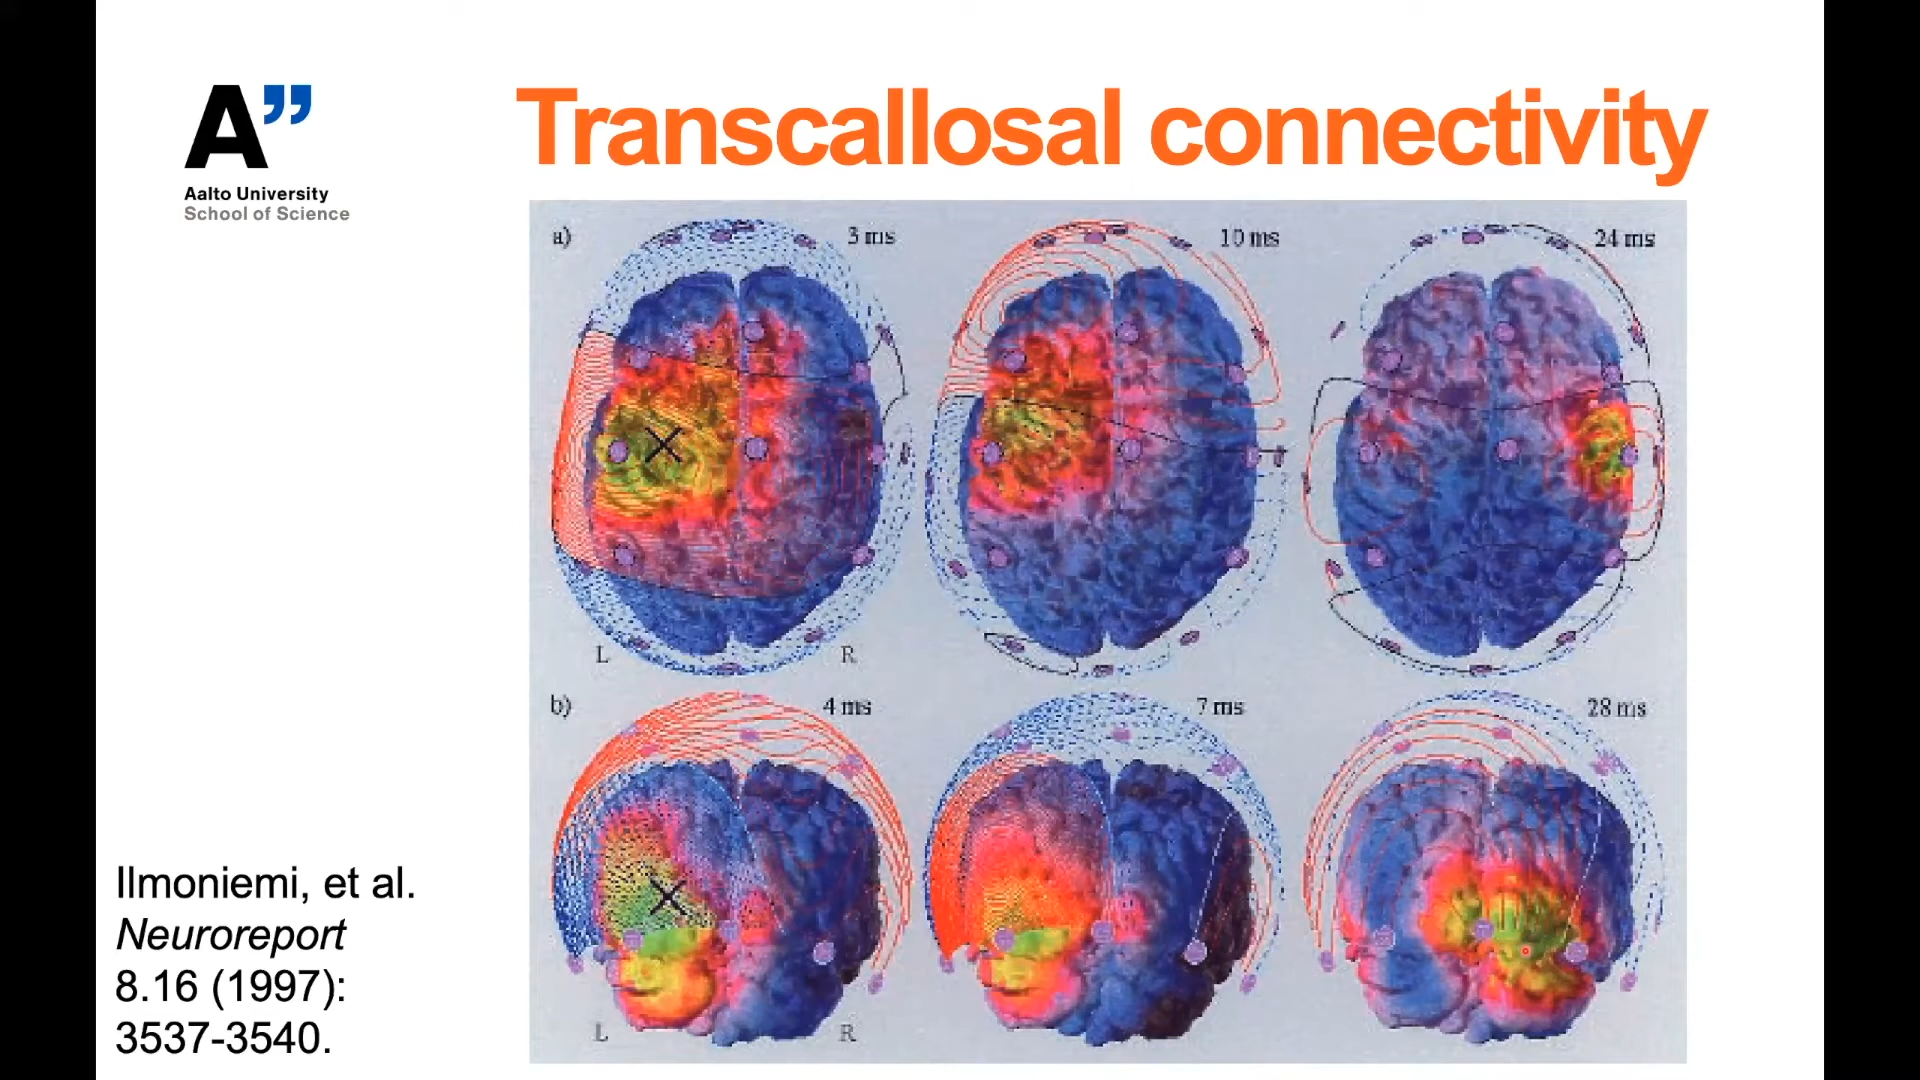 A”
Aalto University
School of Science
Transcallosal connectivity
a)
3 ms
10 ms
24 ms
L
R
b)
4 ms
7 ms
28 ms
L
R
Ilmoniemi, et al.
Neuroreport
8.16 (1997):
3537-3540.